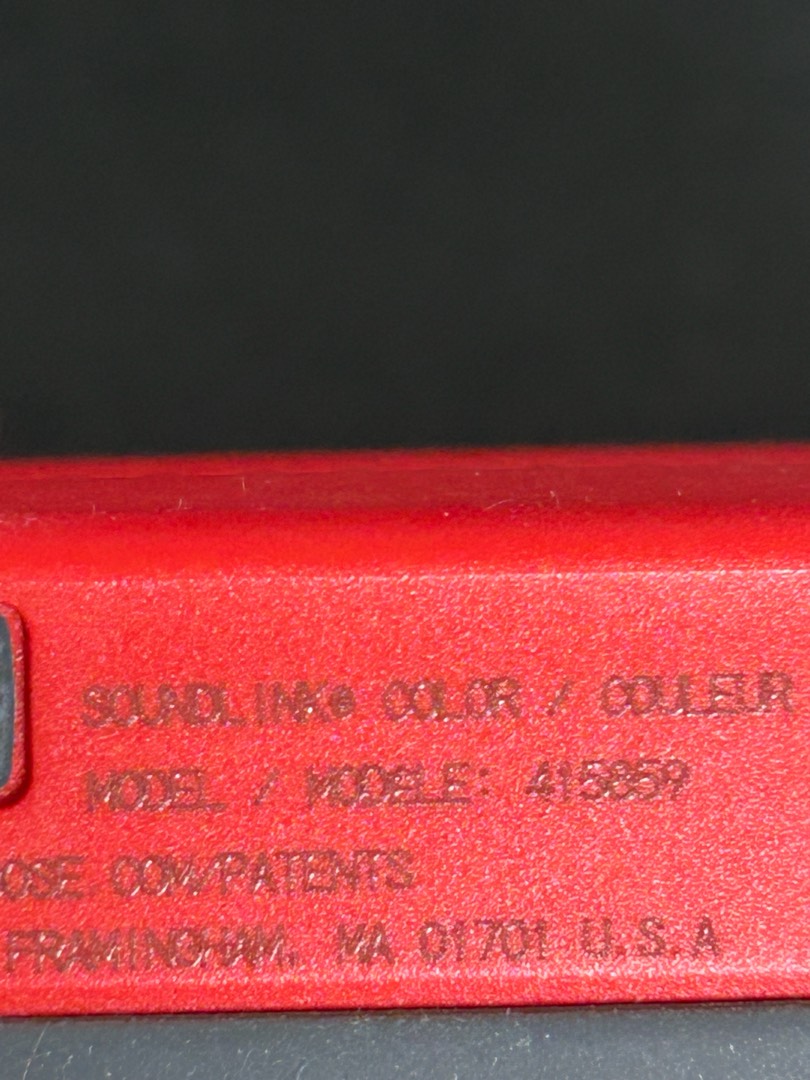 SOUNDLINK® COLOR / COULEUR
MODEL / MODELE: 415859
OSE.COM/PATENTS
FRAMINGHAM, MA 01701 U.S.A